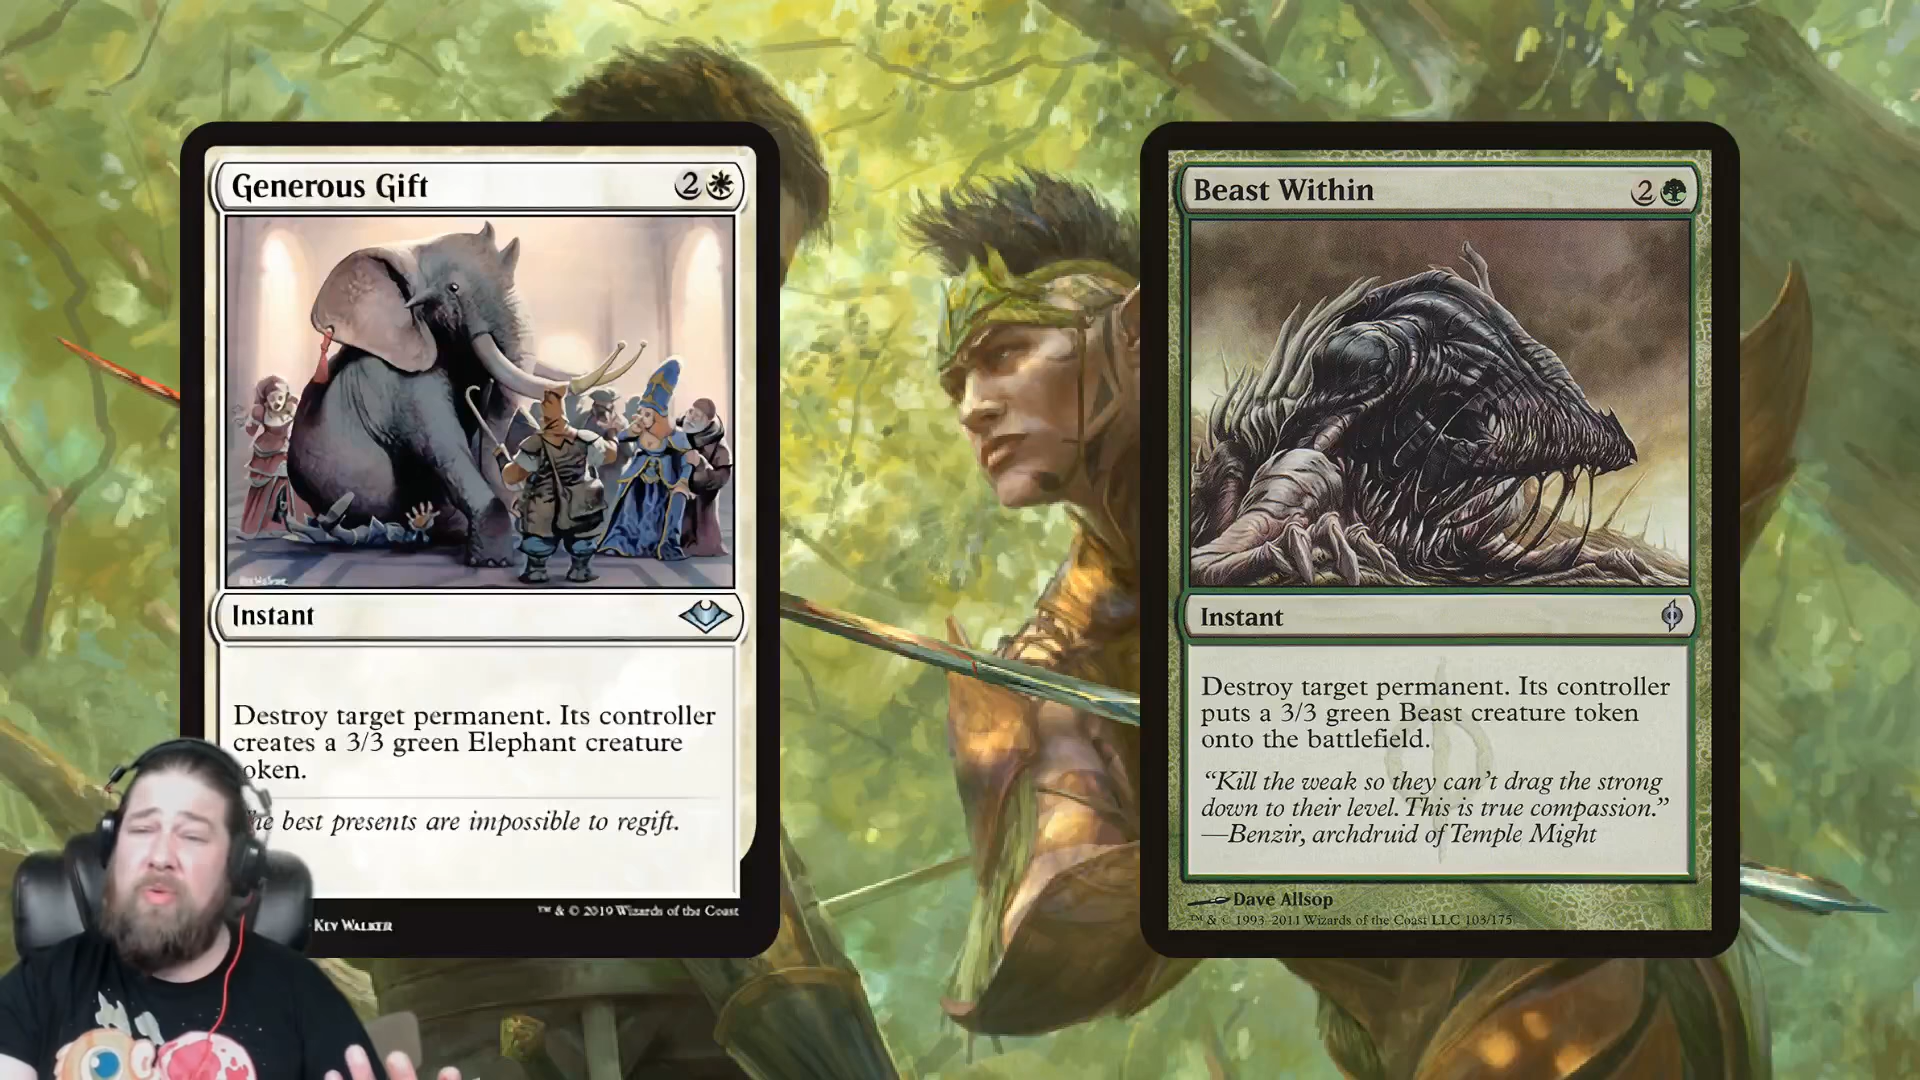 Generous Gift 2
Instant
Destroy target permanent. Its controller
creates a 3/3 green Elephant creature
oken.
he best presents are impossible to regift.
KEV WALKER
™ & © 2019 Wizards of the Coast
Beast Within 2
Instant
Destroy target permanent. Its controller
puts a 3/3 green Beast creature token
onto the battlefield.
“Kill the weak so they can’t drag the strong
down to their level. This is true compassion.”
—Benzir, archdruid of Temple Might
Dave Allsop
™ & © 1993–2011 Wizards of the Coast LLC 103/175